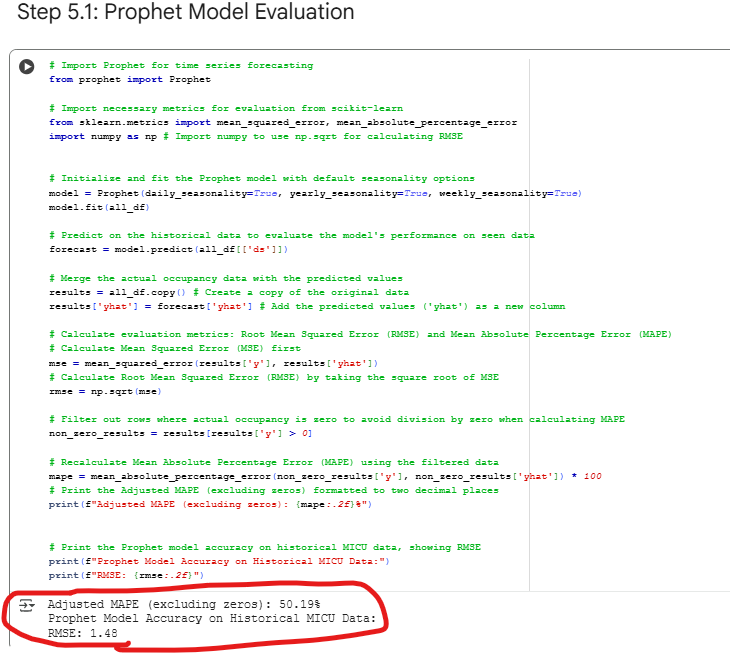 Step 5.1: Prophet Model Evaluation
# Import Prophet for time series forecasting
from prophet import Prophet
# Import necessary metrics for evaluation from scikit-learn
from sklearn.metrics import mean_squared_error, mean_absolute_percentage_error
import numpy as np # Import numpy to use np.sqrt for calculating RMSE
# Initialize and fit the Prophet model with default seasonality options
model = Prophet(daily_seasonality=True, yearly_seasonality=True, weekly_seasonality=True)
model.fit(all_df)
# Predict on the historical data to evaluate the model's performance on seen data
forecast = model.predict(all_df[['ds']])
# Merge the actual occupancy data with the predicted values
results = all_df.copy() # Create a copy of the original data
results['yhat'] = forecast['yhat'] # Add the predicted values ('yhat') as a new column
# Calculate evaluation metrics: Root Mean Squared Error (RMSE) and Mean Absolute Percentage Error (MAPE)
# Calculate Mean Squared Error (MSE) first
mse = mean_squared_error(results['y'], results['yhat'])
# Calculate Root Mean Squared Error (RMSE) by taking the square root of MSE
rmse = np.sqrt(mse)
# Filter out rows where actual occupancy is zero to avoid division by zero when calculating MAPE
non_zero_results = results[results['y'] > 0]
# Recalculate Mean Absolute Percentage Error (MAPE) using the filtered data
mape = mean_absolute_percentage_error(non_zero_results['y'], non_zero_results['yhat']) * 100
# Print the Adjusted MAPE (excluding zeros) formatted to two decimal places
print(f"Adjusted MAPE (excluding zeros): {mape:.2f}%")
# Print the Prophet model accuracy on historical MICU data, showing RMSE
print(f"Prophet Model Accuracy on Historical MICU Data:")
print(f"RMSE: {rmse:.2f}")
Adjusted MAPE (excluding zeros): 50.19%
Prophet Model Accuracy on Historical MICU Data:
RMSE: 1.48